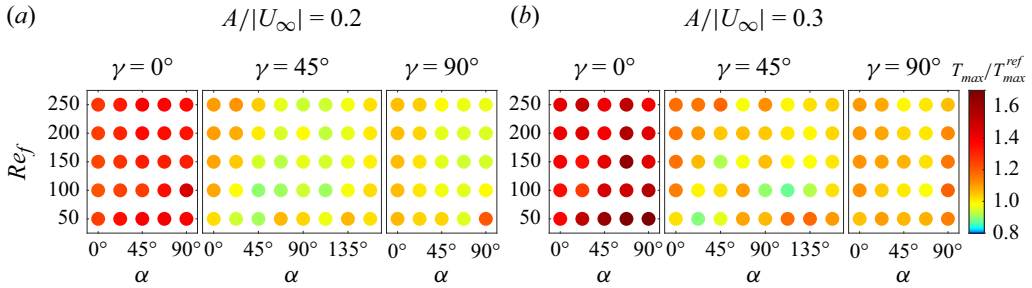 (a) A/|U∞| = 0.2 (b) A/|U∞| = 0.3
γ = 0° γ = 45° γ = 90° γ = 0° γ = 45° γ = 90° T_max/T_max^ref
250 200 150 100 50
Re_f
1.6 1.4 1.2 1.0 0.8
0° 45° 90° 0° 45° 90° 135° 0° 45° 90° 0° 45° 90° 0° 45° 90° 135° 0° 45° 90°
α α α α α α